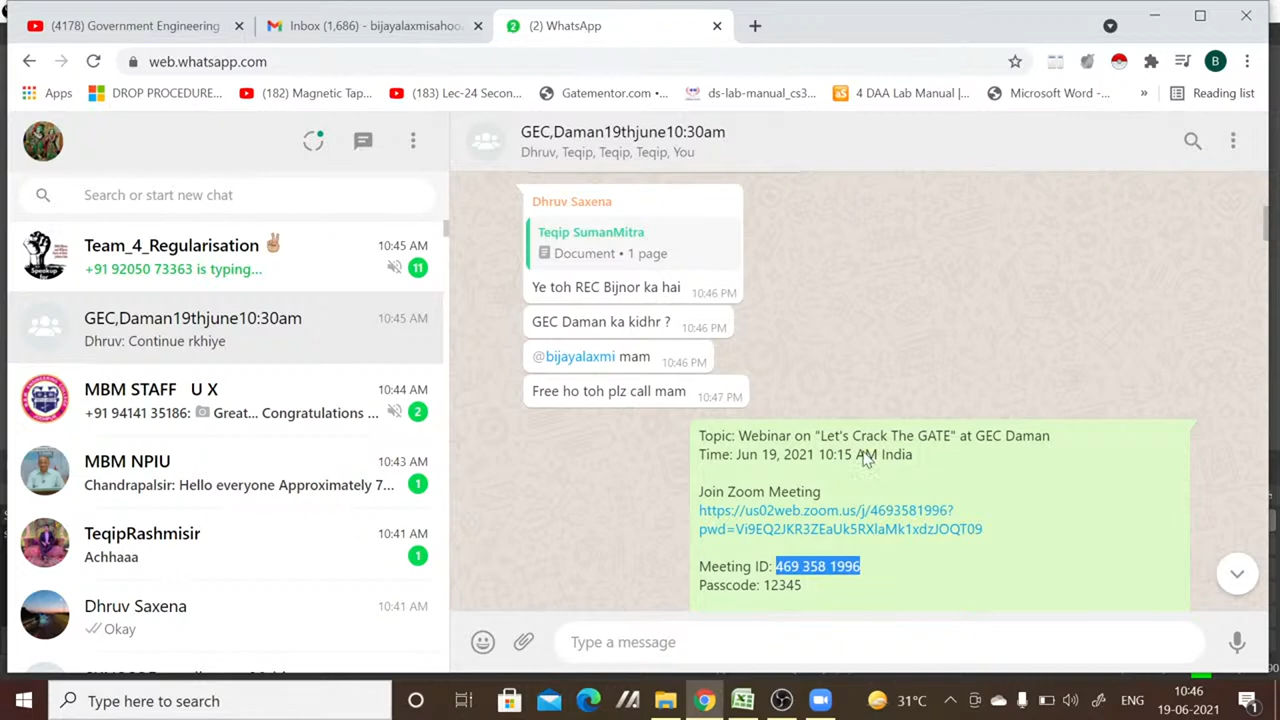 (4178) Government Engineering
Inbox (1,686) - bijayalaxmisahoo.
(2) WhatsApp
web.whatsapp.com
B
Apps
DROP PROCEDURE...
(182) Magnetic Tap...
(183) Lec-24 Secon...
Gatementor.com •...
ds-lab-manual_cs3...
4 DAA Lab Manual |...
Microsoft Word -...
»
Reading list
GEC,Daman19thjune10:30am
Dhruv, Teqip, Teqip, Teqip, You
Search or start new chat
Team_4_Regularisation ✌🏽
10:45 AM
+91 92050 73363 is typing...
11
GEC,Daman19thjune10:30am
10:45 AM
Dhruv: Continue rkhiye
MBM STAFF U X
10:44 AM
+91 94141 35186: 📷 Great... Congratulations ...
2
MBM NPIU
10:43 AM
Chandrapalsir: Hello everyone Approximately 7...
1
TeqipRashmisir
10:41 AM
Achhaaa
1
Dhruv Saxena
10:41 AM
Okay
Dhruv Saxena
Teqip SumanMitra
Document • 1 page
Ye toh REC Bijnor ka hai
10:46 PM
GEC Daman ka kidhr ?
10:46 PM
@bijayalaxmi mam
10:46 PM
Free ho toh plz call mam
10:47 PM
Topic: Webinar on "Let's Crack The GATE" at GEC Daman
Time: Jun 19, 2021 10:15 AM India
Join Zoom Meeting
https://us02web.zoom.us/j/4693581996?
pwd=Vi9EQ2JKR3ZEaUk5RXlaMk1xdzJOQT09
Meeting ID: 469 358 1996
Passcode: 12345
Type a message
Type here to search
31°C
ENG
10:46
19-06-2021
1